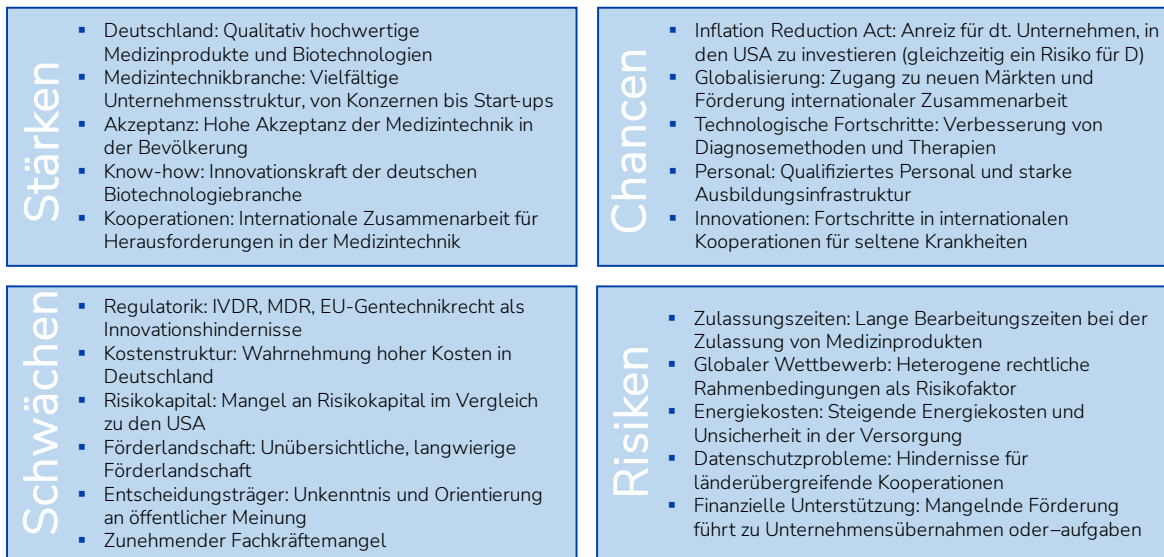 Stärken
▪ Deutschland: Qualitativ hochwertige
Medizinprodukte und Biotechnologien
▪ Medizintechnikbranche: Vielfältige
Unternehmensstruktur, von Konzernen bis Start-ups
▪ Akzeptanz: Hohe Akzeptanz der Medizintechnik in
der Bevölkerung
▪ Know-how: Innovationskraft der deutschen
Biotechnologiebranche
▪ Kooperationen: Internationale Zusammenarbeit für
Herausforderungen in der Medizintechnik
Chancen
▪ Inflation Reduction Act: Anreiz für dt. Unternehmen, in
den USA zu investieren (gleichzeitig ein Risiko für D)
▪ Globalisierung: Zugang zu neuen Märkten und
Förderung internationaler Zusammenarbeit
▪ Technologische Fortschritte: Verbesserung von
Diagnosemethoden und Therapien
▪ Personal: Qualifiziertes Personal und starke
Ausbildungsinfrastruktur
▪ Innovationen: Fortschritte in internationalen
Kooperationen für seltene Krankheiten
Schwächen
▪ Regulatorik: IVDR, MDR, EU-Gentechnikrecht als
Innovationshindernisse
▪ Kostenstruktur: Wahrnehmung hoher Kosten in
Deutschland
▪ Risikokapital: Mangel an Risikokapital im Vergleich
zu den USA
▪ Förderlandschaft: Unübersichtliche, langwierige
Förderlandschaft
▪ Entscheidungsträger: Unkenntnis und Orientierung
an öffentlicher Meinung
▪ Zunehmender Fachkräftemangel
Risiken
▪ Zulassungszeiten: Lange Bearbeitungszeiten bei der
Zulassung von Medizinprodukten
▪ Globaler Wettbewerb: Heterogene rechtliche
Rahmenbedingungen als Risikofaktor
▪ Energiekosten: Steigende Energiekosten und
Unsicherheit in der Versorgung
▪ Datenschutzprobleme: Hindernisse für
länderübergreifende Kooperationen
▪ Finanzielle Unterstützung: Mangelnde Förderung
führt zu Unternehmensübernahmen oder–aufgaben